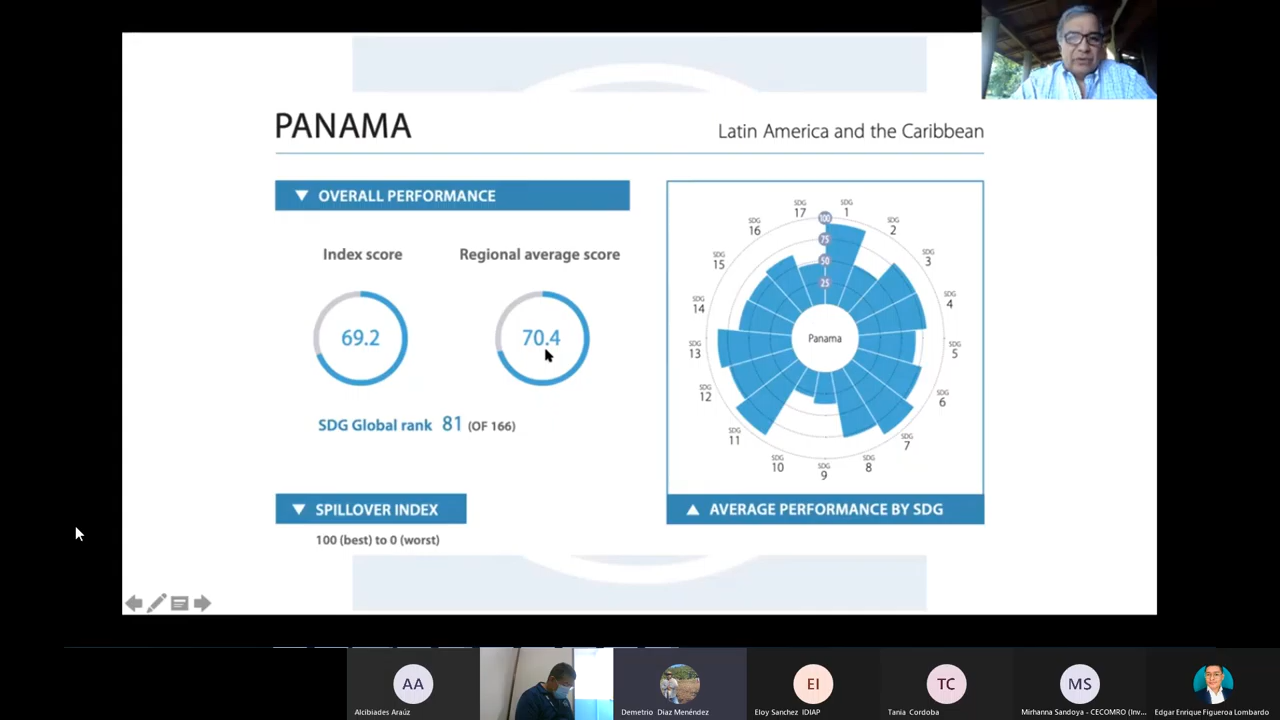 PANAMA
Latin America and the Caribbean
OVERALL PERFORMANCE
Index score
Regional average score
69.2
70.4
SDG Global rank 81 (OF 166)
SPILLOVER INDEX
100 (best) to 0 (worst)
SDG 1
SDG 2
SDG 3
SDG 4
SDG 5
SDG 6
SDG 7
SDG 8
SDG 9
SDG 10
SDG 11
SDG 12
SDG 13
SDG 14
SDG 15
SDG 16
SDG 17
100
75
50
25
Panama
AVERAGE PERFORMANCE BY SDG
AA
Alcibiades Araúz
Demetrio Diaz Menéndez
EI
Eloy Sanchez IDIAP
TC
Tania Cordoba
MS
Mirhanna Sandoya - CECOMRO (Inv...
Edgar Enrique Figueroa Lombardo